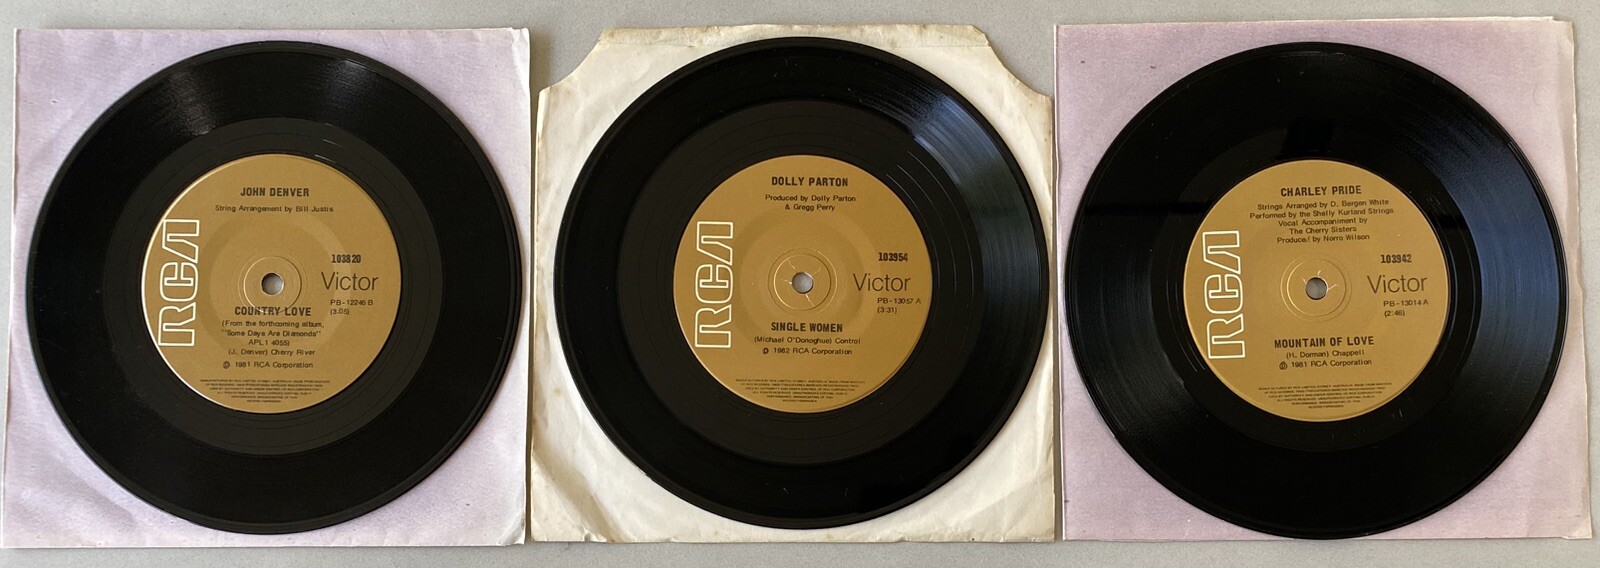 JOHN DENVER
String Arrangement by Bill Justis
RCA
103820
Victor
PB-12246 B
(3.05)
COUNTRY LOVE
(From the forthcoming album,
"Some Days Are Diamonds"
APL1 4055)
(J. Denver) Cherry River
℗ 1981 RCA Corporation
DOLLY PARTON
Produced by Dolly Parton
& Gregg Perry
RCA
103954
Victor
PB-13057 A
(3:31)
SINGLE WOMEN
(Michael O'Donoghue) Control
℗ 1982 RCA Corporation
CHARLEY PRIDE
Strings Arranged by D. Bergen White
Performed by the Shelly Kurland Strings
Vocal Accompaniment by
The Cherry Sisters
Produced by Norro Wilson
RCA
103942
Victor
PB-13014 A
(2:46)
MOUNTAIN OF LOVE
(H. Dorman) Chappell
℗ 1981 RCA Corporation